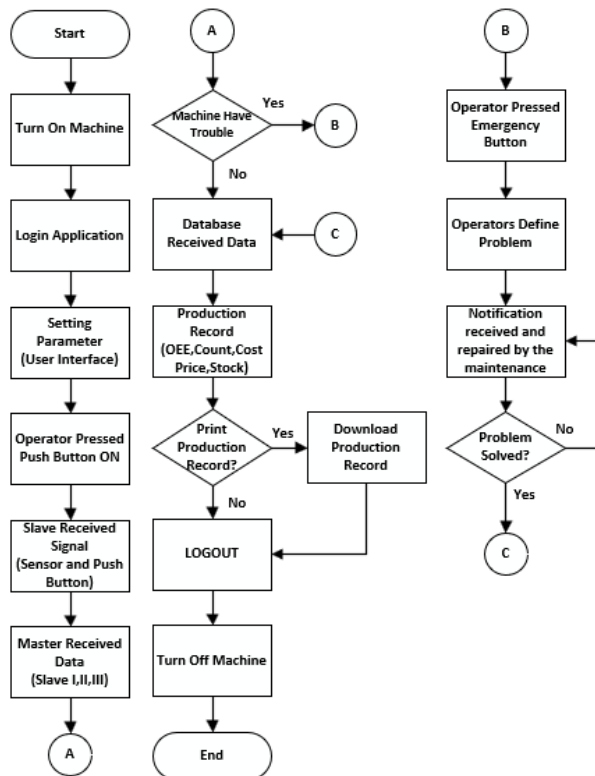 Start
Turn On Machine
Login Application
Setting
Parameter
(User Interface)
Operator Pressed
Push Button ON
Slave Received
Signal
(Sensor and Push
Button)
Master Received
Data
(Slave I,II,III)
A
A
Machine Have
Trouble
Yes
B
No
Database
Received Data
C
Production
Record
(OEE,Count,Cost
Price,Stock)
Print
Production
Record?
Yes
Download
Production
Record
No
LOGOUT
Turn Off Machine
End
B
Operator Pressed
Emergency
Button
Operators Define
Problem
Notification
received and
repaired by the
maintenance
Problem
Solved?
No
Yes
C